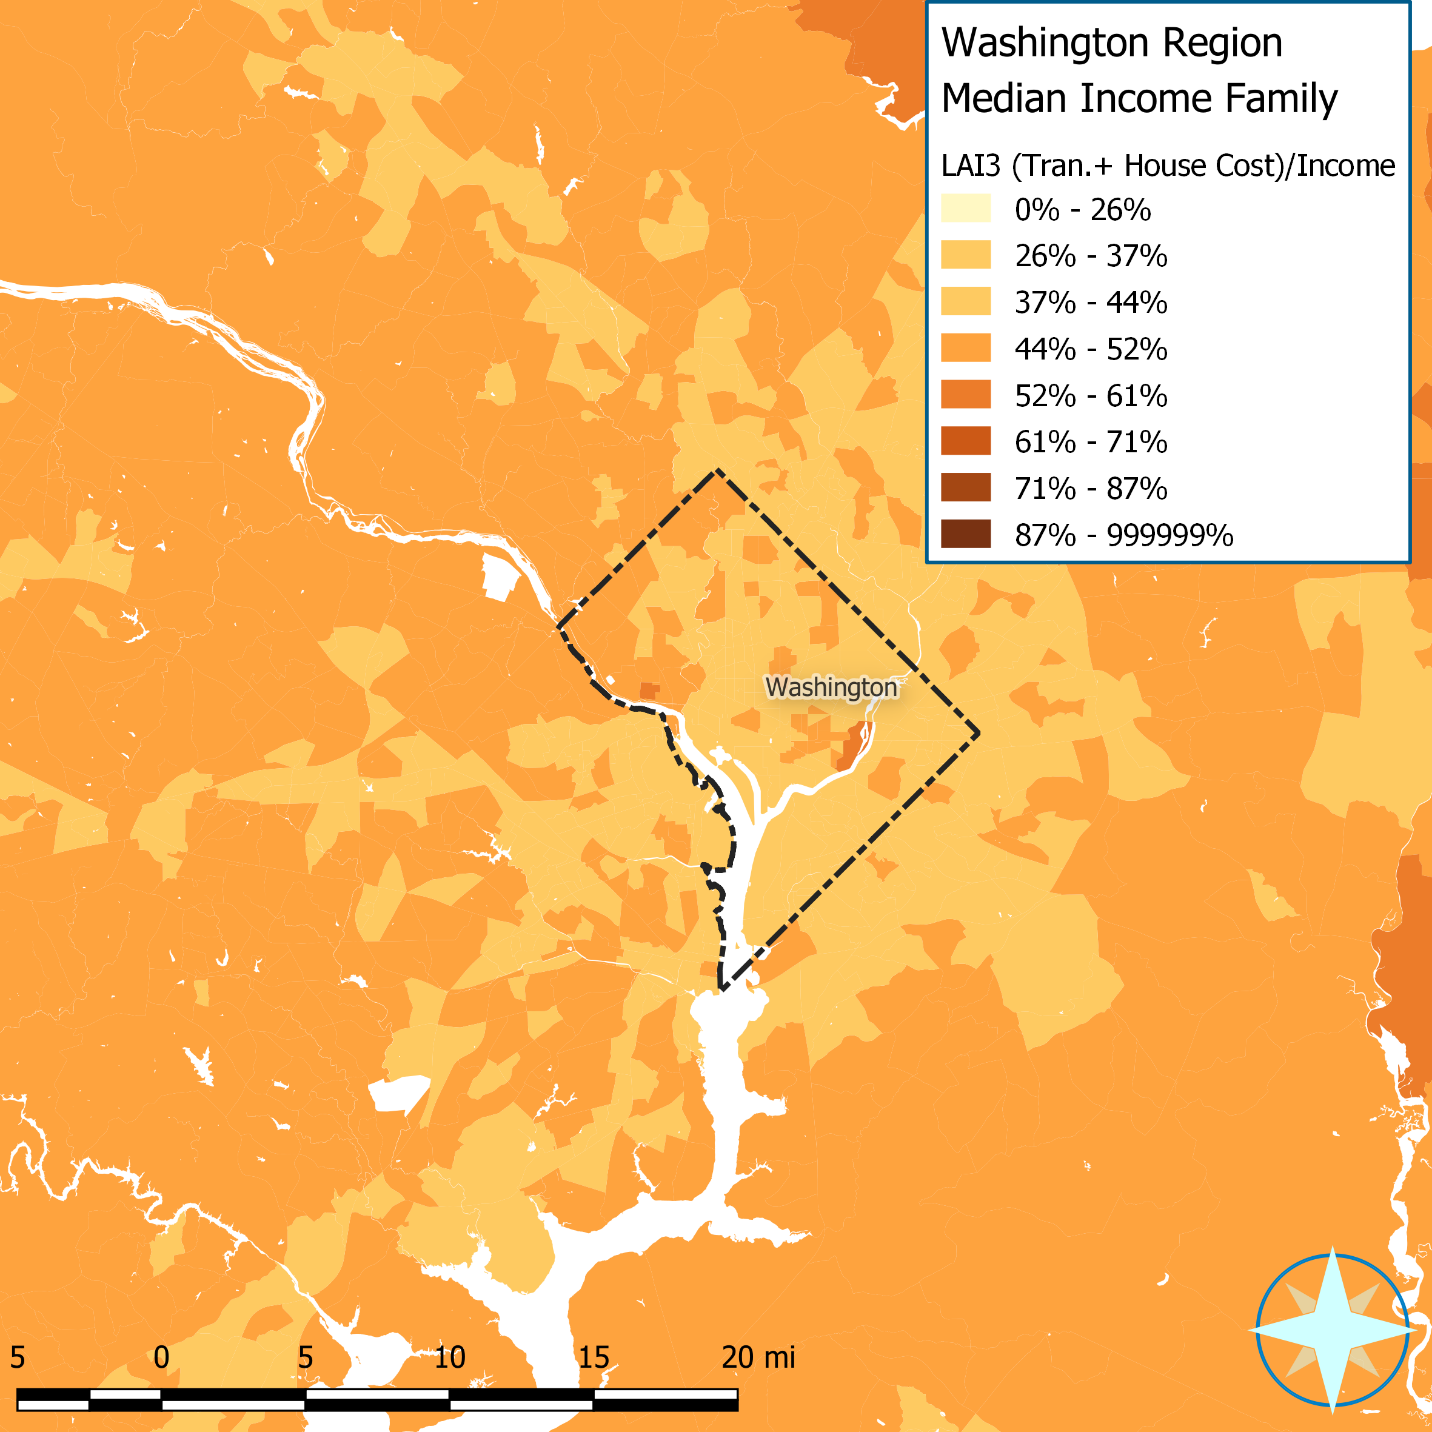 Washington Region
Median Income Family
LAI3 (Tran.+ House Cost)/Income
0% - 26%
26% - 37%
37% - 44%
44% - 52%
52% - 61%
61% - 71%
71% - 87%
87% - 999999%
Washington
5 0 5 10 15 20 mi